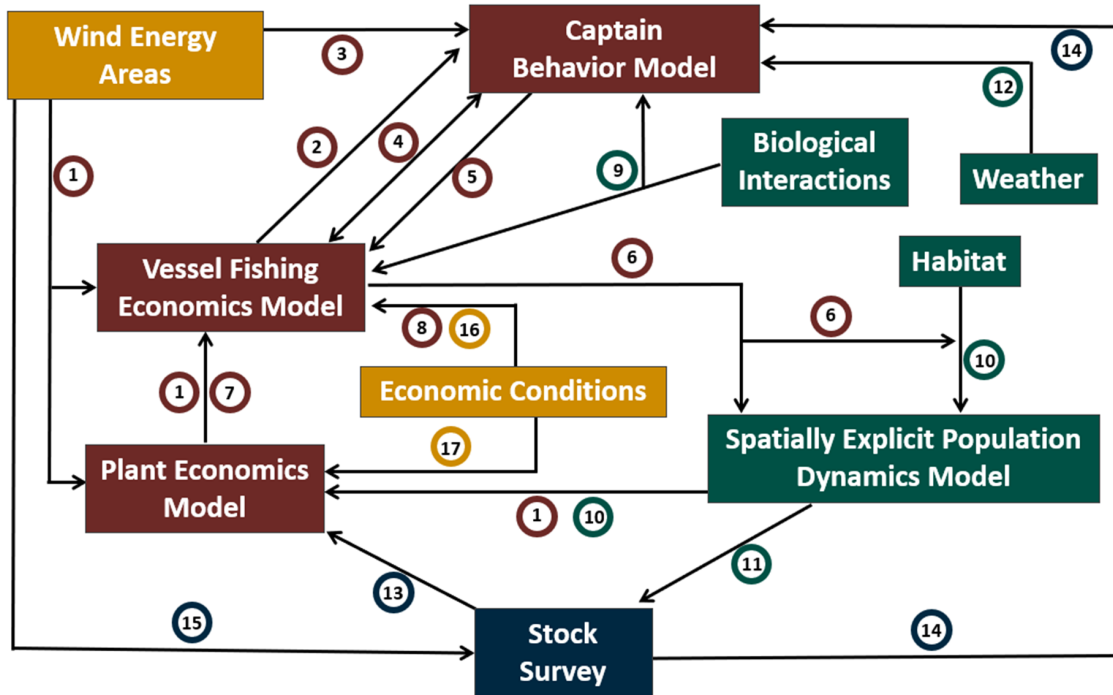 Wind Energy
Areas
3
Captain
Behavior Model
14
12
2
4
5
1
9
Biological
Interactions
Weather
Vessel Fishing
Economics Model
6
Habitat
8
16
6
10
1
7
Economic Conditions
17
Plant Economics
Model
Spatially Explicit Population
Dynamics Model
1
10
11
13
15
Stock
Survey
14